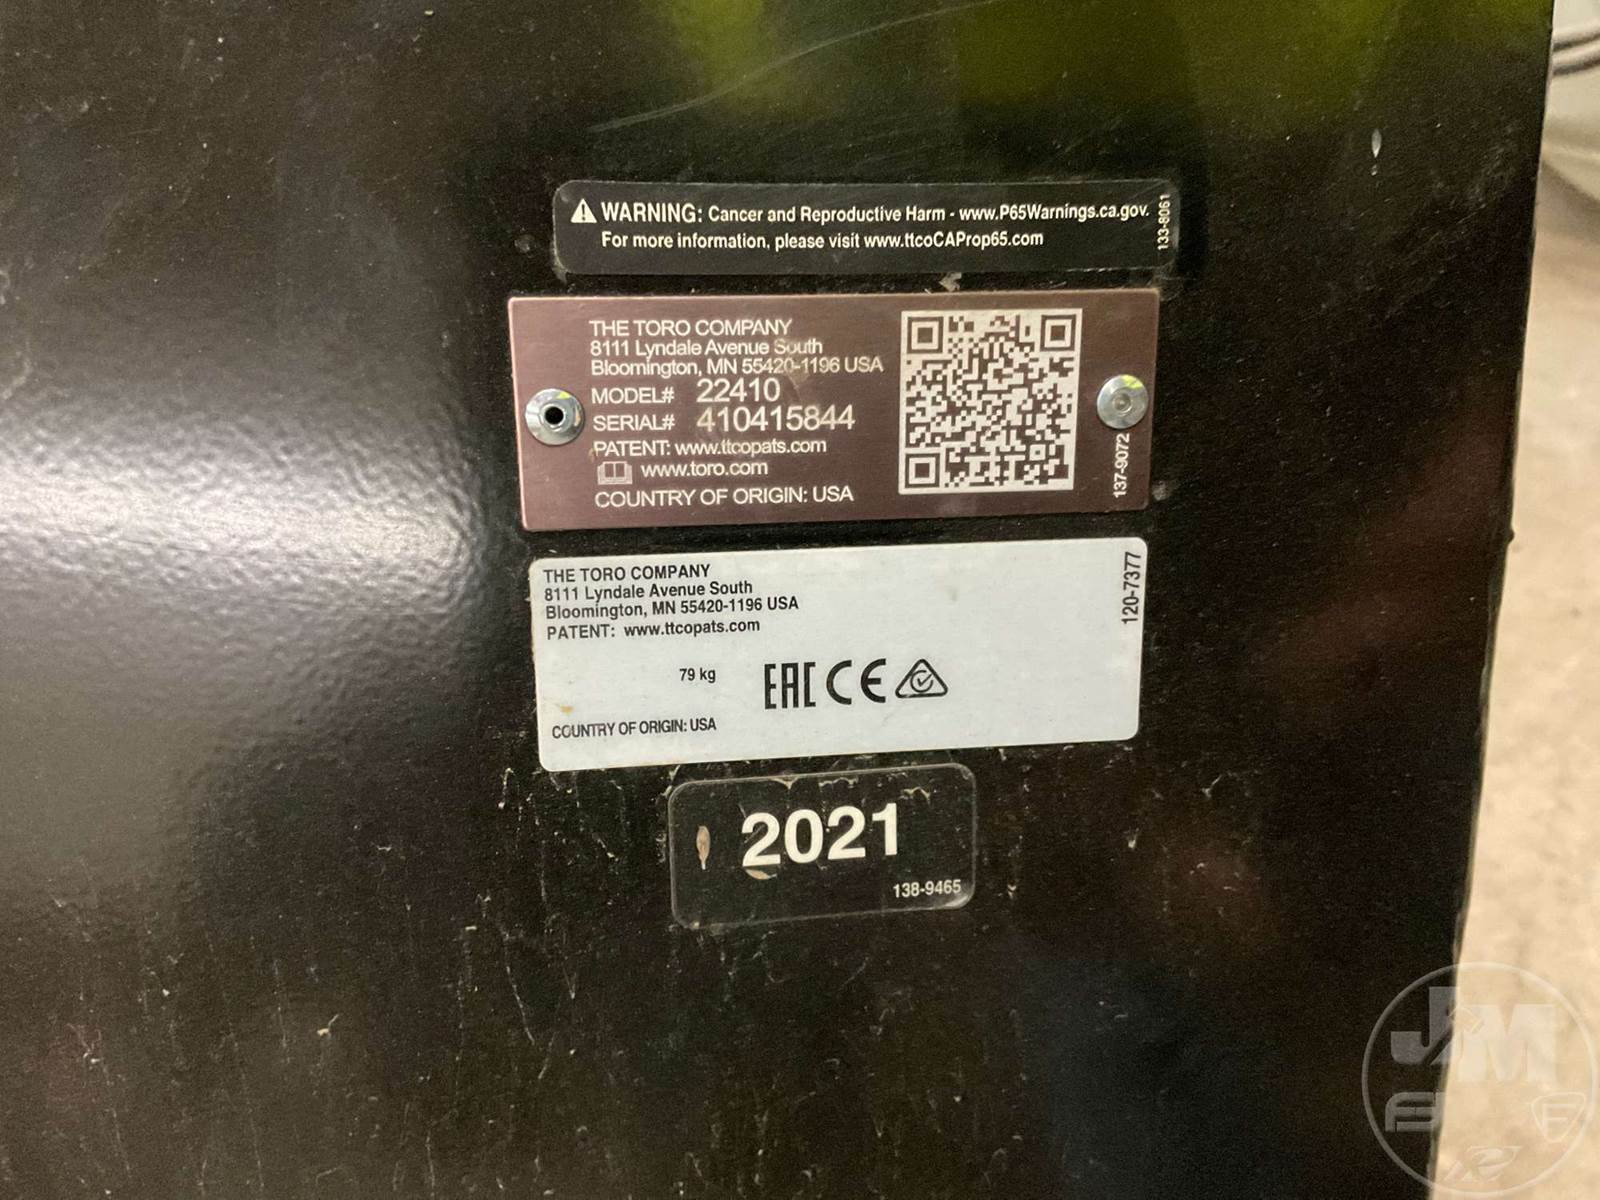 WARNING: Cancer and Reproductive Harm - www.P65Warnings.ca.gov.
For more information, please visit www.ttcoCAProp65.com
133-8061
THE TORO COMPANY
8111 Lyndale Avenue South
Bloomington, MN 55420-1196 USA
MODEL# 22410
SERIAL# 410415844
PATENT: www.ttcopats.com
www.toro.com
COUNTRY OF ORIGIN: USA
137-9072
THE TORO COMPANY
8111 Lyndale Avenue South
Bloomington, MN 55420-1196 USA
PATENT: www.ttcopats.com
120-7377
79 kg
EAC CE
COUNTRY OF ORIGIN: USA
2021
138-9465